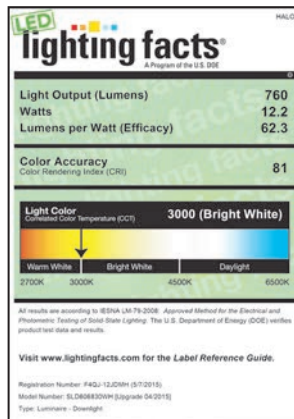 LED
HALO
lighting facts®
A Program of the U.S. DOE
Light Output (Lumens) 760
Watts 12.2
Lumens per Watt (Efficacy) 62.3
Color Accuracy 81
Color Rendering Index (CRI)
Light Color 3000 (Bright White)
Correlated Color Temperature (CCT)
Warm White Bright White Daylight
2700K 3000K 4500K 6500K
All results are according to IESNA LM-79-2008: Approved Method for the Electrical and
Photometric Testing of Solid-State Lighting. The U.S. Department of Energy (DOE) verifies
product test data and results.
Visit www.lightingfacts.com for the Label Reference Guide.
Registration Number: F4QJ-12JDMH (5/7/2015)
Model Number: SLD606830WH [Upgrade 04/2015]
Type: Luminaire - Downlight